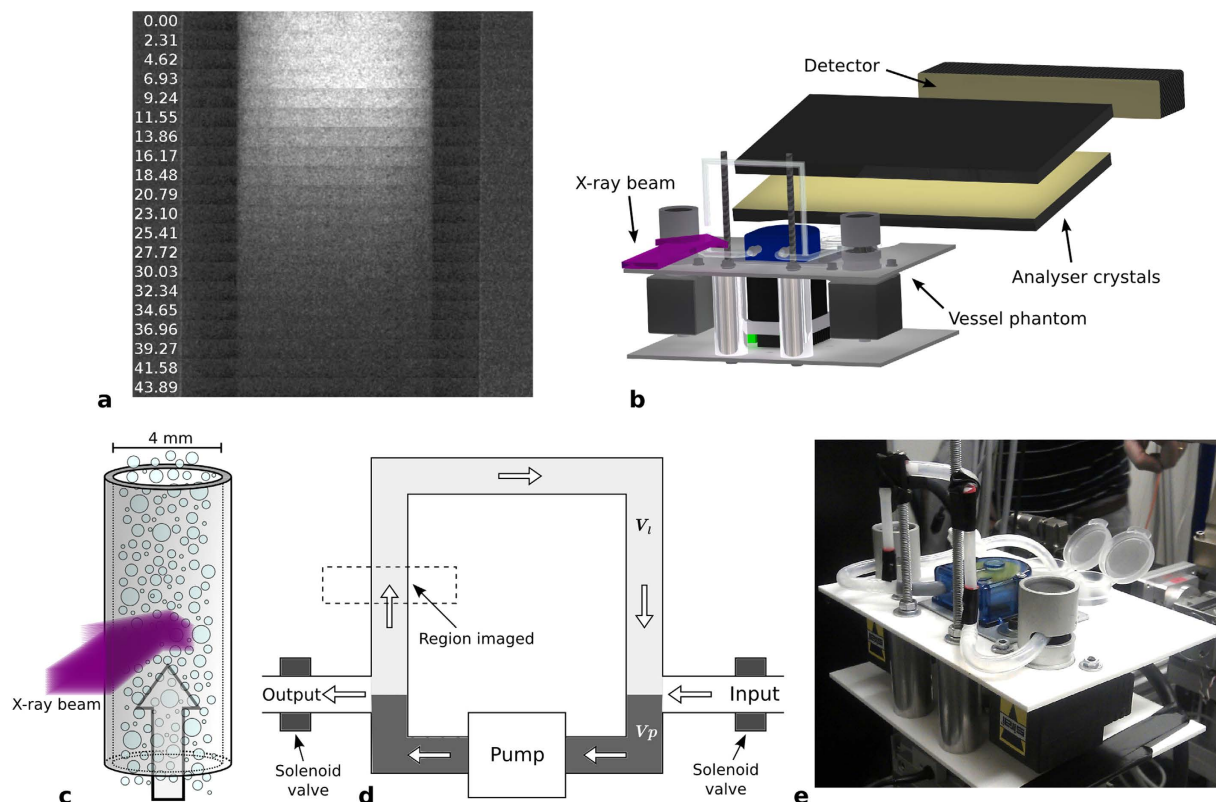 0.00
2.31
4.62
6.93
9.24
11.55
13.86
16.17
18.48
20.79
23.10
25.41
27.72
30.03
32.34
34.65
36.96
39.27
41.58
43.89
a
Detector
X-ray beam
Analyser crystals
Vessel phantom
b
4 mm
X-ray beam
c
V_l
Region imaged
Output
Input
Vp
Pump
Solenoid
valve
Solenoid
valve
d
e